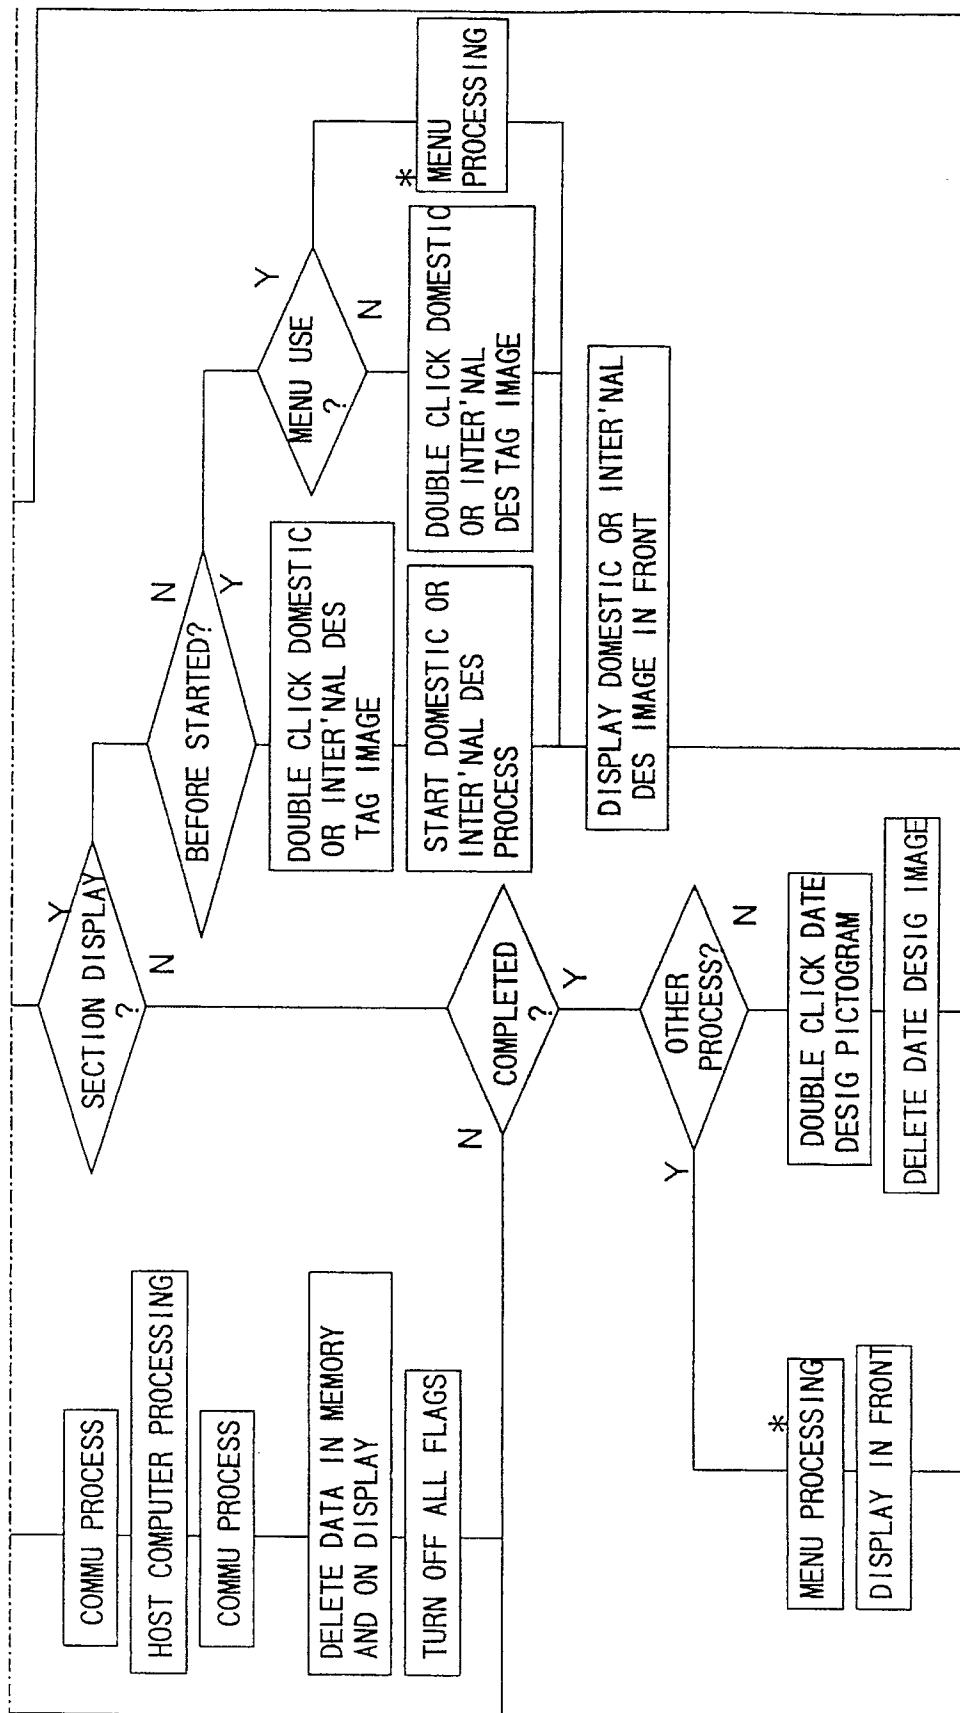 COMMU PROCESS
HOST COMPUTER PROCESSING
COMMU PROCESS
DELETE DATA IN MEMORY
AND ON DISPLAY
TURN OFF ALL FLAGS
SECTION DISPLAY
?
Y
N
BEFORE STARTED?
N
Y
DOUBLE CLICK DOMESTIC
OR INTER'NAL DES
TAG IMAGE
START DOMESTIC OR
INTER'NAL DES
PROCESS
MENU USE
?
Y
N
DOUBLE CLICK DOMESTIC
OR INTER'NAL
DES TAG IMAGE
*
MENU
PROCESSING
DISPLAY DOMESTIC OR INTER'NAL
DES IMAGE IN FRONT
COMPLETED
?
N
Y
OTHER
PROCESS?
Y
N
*
MENU PROCESSING
DISPLAY IN FRONT
DOUBLE CLICK DATE
DESIG PICTOGRAM
DELETE DATE DESIG IMAGE